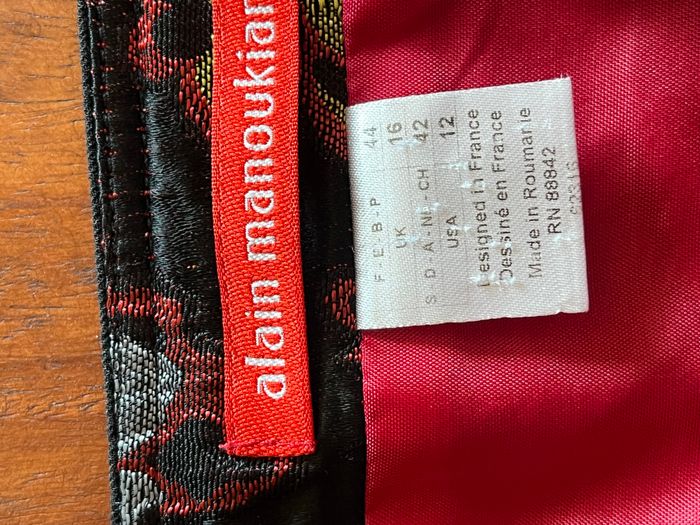 alain manoukian
F - E - B - P 44
UK 16
S - D - A - NL - CH 42
USA 12
Designed in France
Dessiné en France
Made in Roumanie
RN 88842